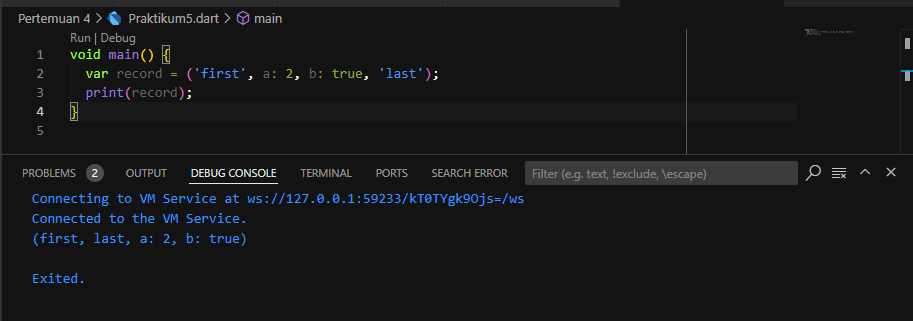 Pertemuan 4 > Praktikum5.dart > main
Run | Debug
1 void main() {
2 var record = ('first', a: 2, b: true, 'last');
3 print(record);
4 }
5
PROBLEMS 2 OUTPUT DEBUG CONSOLE TERMINAL PORTS SEARCH ERROR Filter (e.g. text, !exclude, \escape)
Connecting to VM Service at ws://127.0.0.1:59233/kT0TYgk9Ojs=/ws
Connected to the VM Service.
(first, last, a: 2, b: true)
Exited.